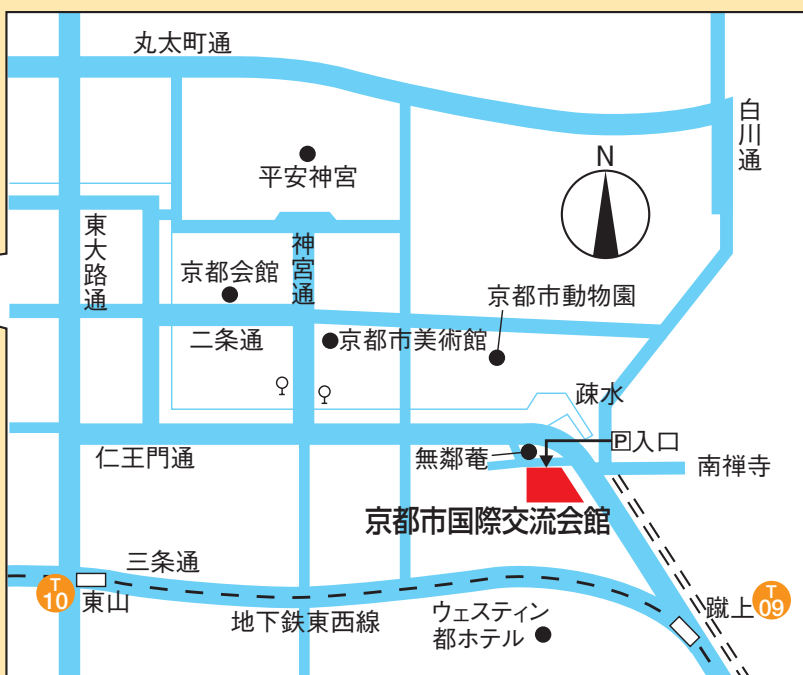 丸太町通
白川通
N
平安神宮
東大路通
神宮通
京都会館
京都市動物園
二条通
京都市美術館
疎水
P入口
仁王門通
無鄰菴
南禅寺
京都市国際交流会館
三条通
T
10
東山
地下鉄東西線
ウェスティン
都ホテル
蹴上
T
09